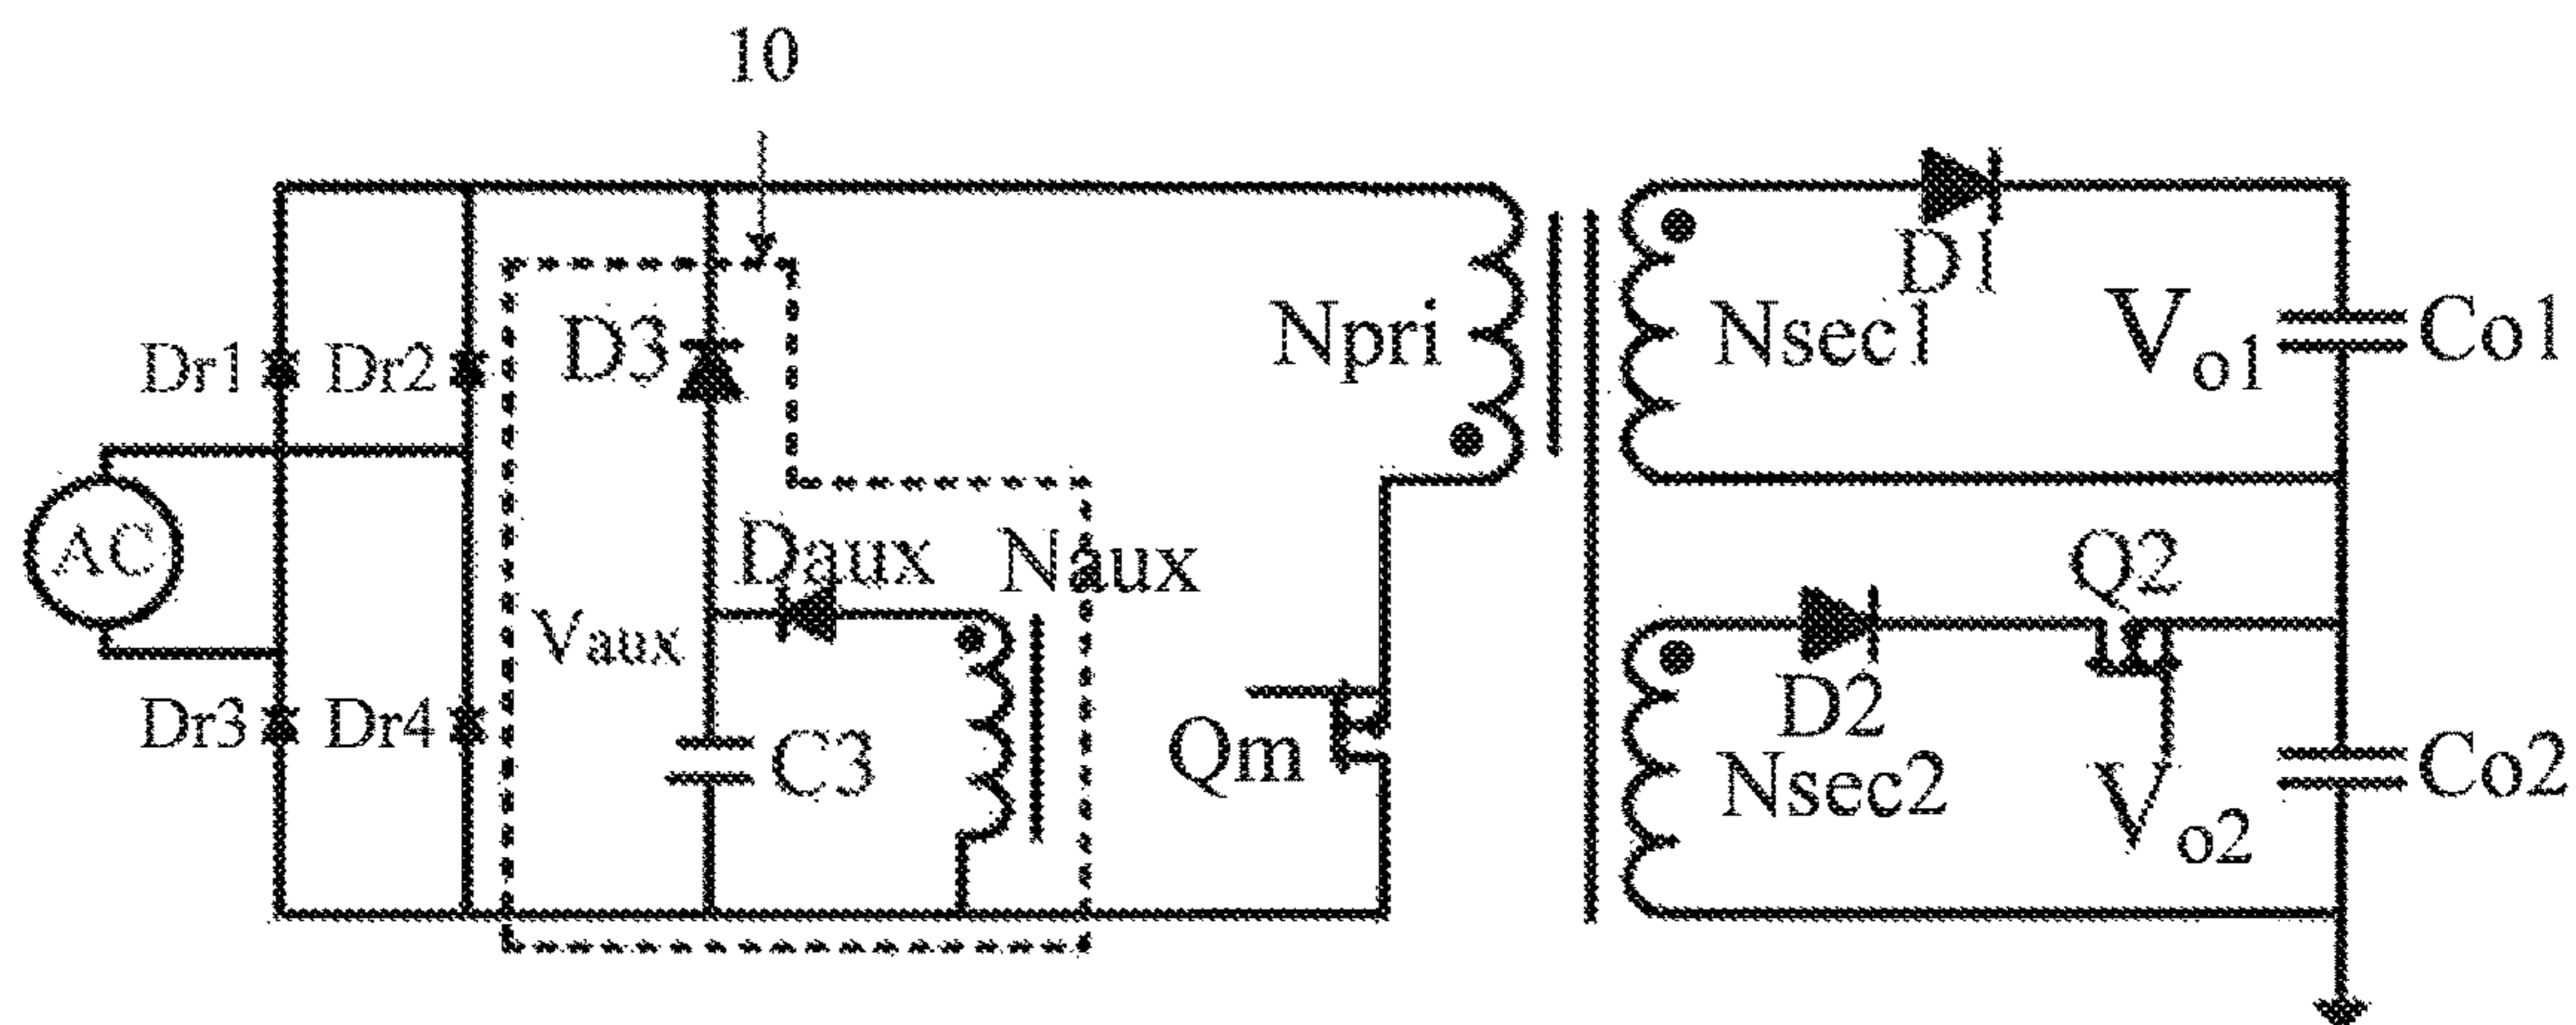 10
D1
D3
Npri
Nsec1
Vo1
Co1
Dr1
Dr2
AC
Daux
Naux
Q2
Vaux
D2
Dr3
Dr4
C3
Qm
Nsec2
Vo2
Co2